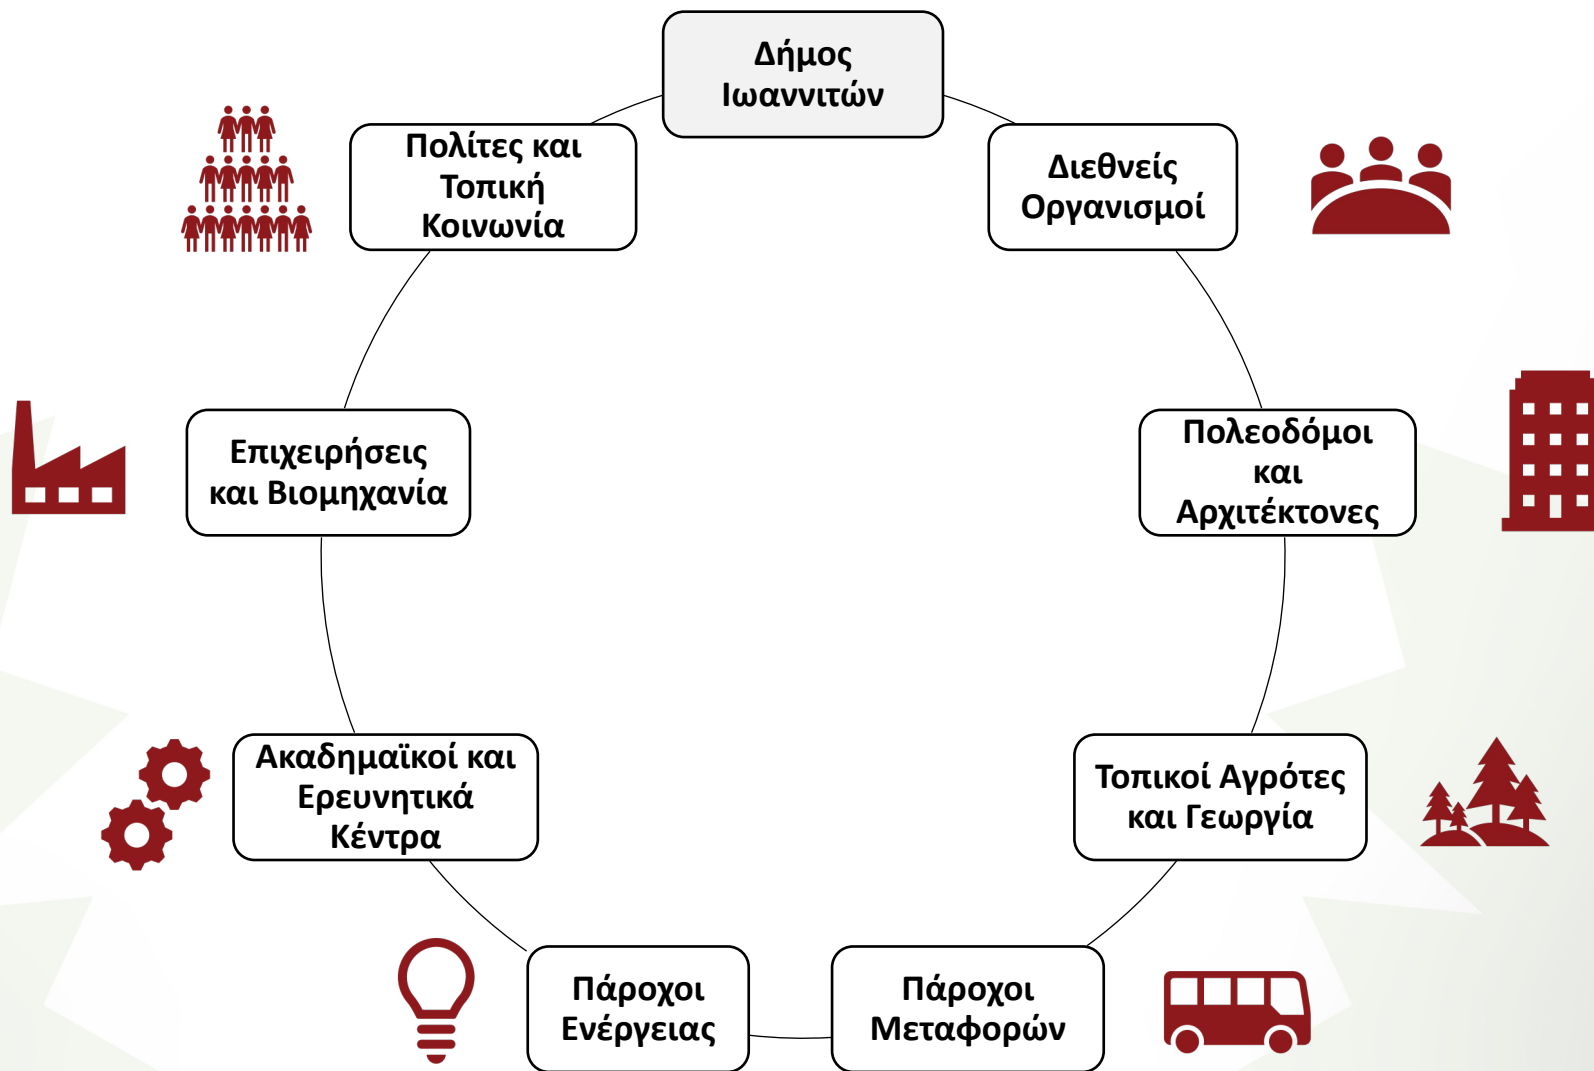 Δήμος
Ιωαννιτών
Πολίτες και
Τοπική
Κοινωνία
Διεθνείς
Οργανισμοί
Επιχειρήσεις
και Βιομηχανία
Πολεοδόμοι
και
Αρχιτέκτονες
Ακαδημαϊκοί και
Ερευνητικά
Κέντρα
Τοπικοί Αγρότες
και Γεωργία
Πάροχοι
Ενέργειας
Πάροχοι
Μεταφορών